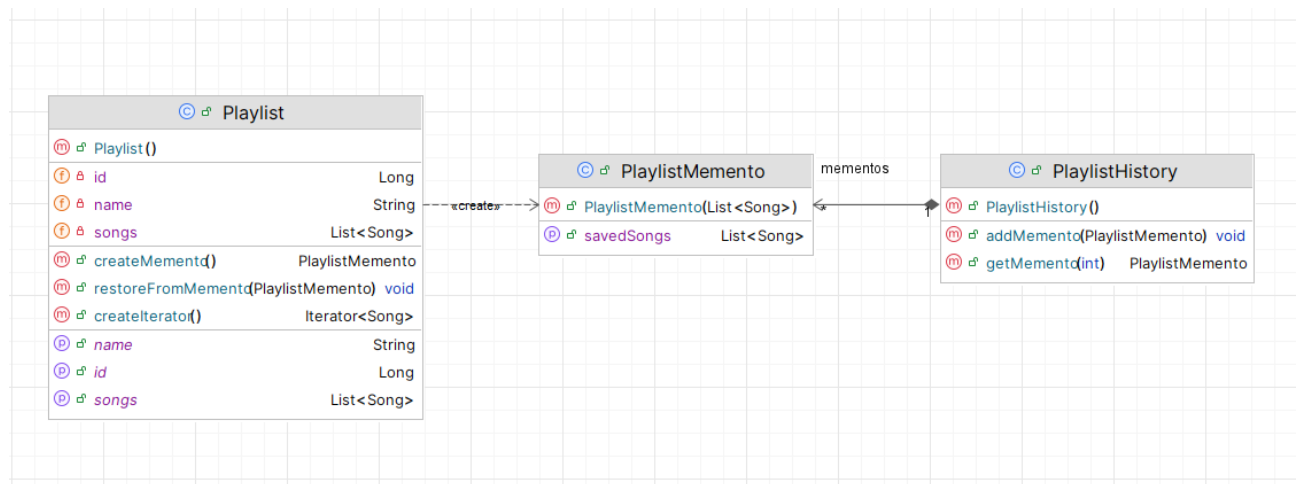 Playlist
Playlist()
id Long
name String
songs List<Song>
createMemento() PlaylistMemento
restoreFromMemento(PlaylistMemento) void
createIterator() Iterator<Song>
name String
id Long
songs List<Song>
«create»
PlaylistMemento
PlaylistMemento(List<Song>)
savedSongs List<Song>
mementos
* 1
PlaylistHistory
PlaylistHistory()
addMemento(PlaylistMemento) void
getMemento(int) PlaylistMemento